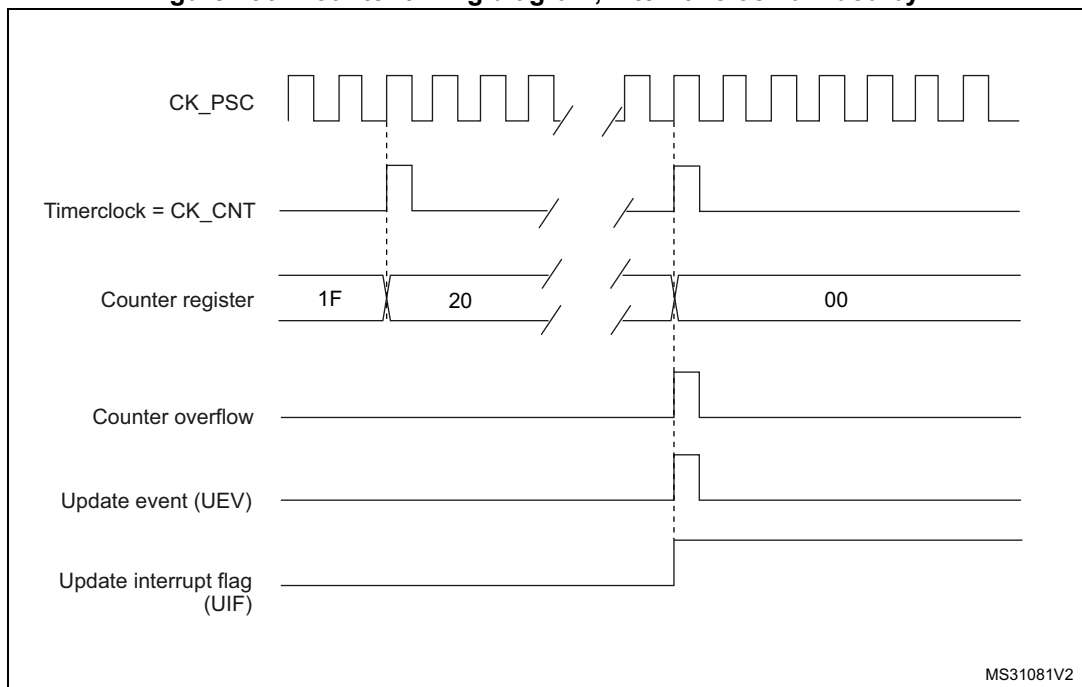 CK_PSC
Timerclock = CK_CNT
Counter register
1F
20
00
Counter overflow
Update event (UEV)
Update interrupt flag
(UIF)
MS31081V2